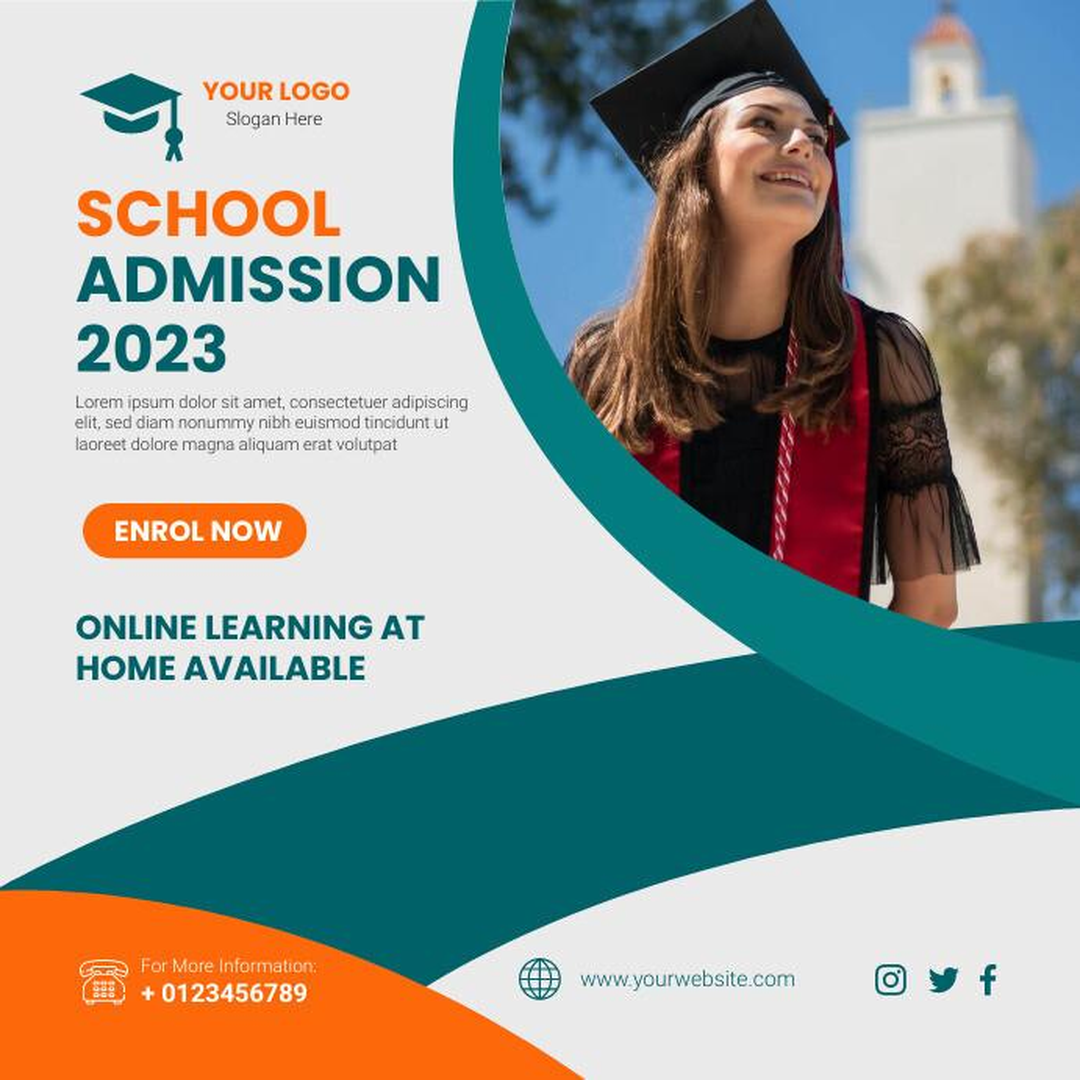 YOUR LOGO
Slogan Here
SCHOOL
ADMISSION
2023
Lorem ipsum dolor sit amet, consectetuer adipiscing
elit, sed diam nonummy nibh euismod tincidunt ut
laoreet dolore magna aliquam erat volutpat
ENROL NOW
ONLINE LEARNING AT
HOME AVAILABLE
For More Information:
+ 0123456789
www.yourwebsite.com